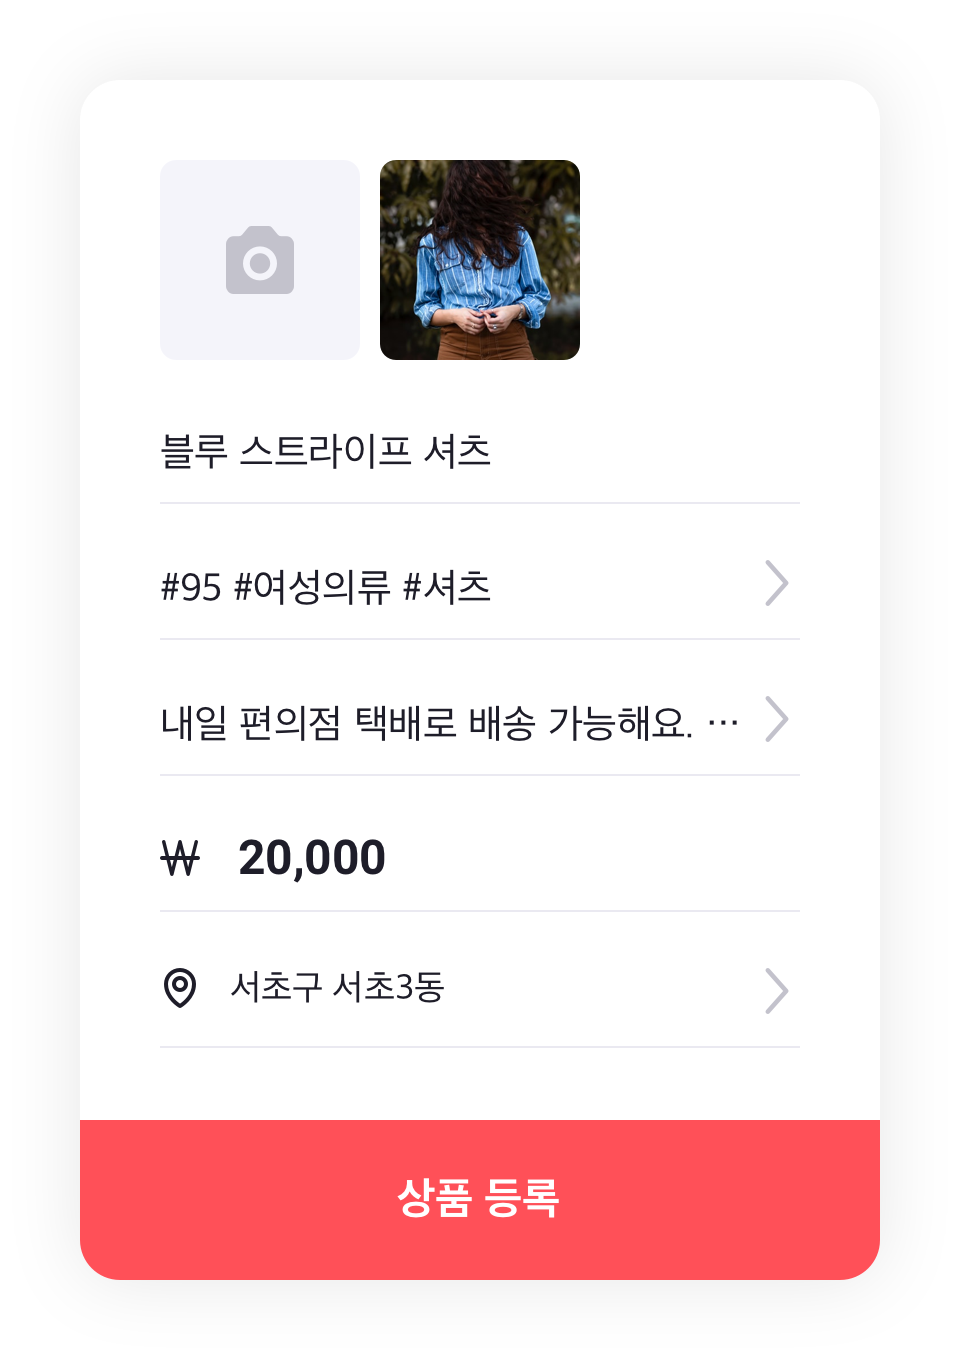 블루 스트라이프 셔츠
#95 #여성의류 #셔츠
내일 편의점 택배로 배송 가능해요. ···
₩ 20,000
서초구 서초3동
상품 등록